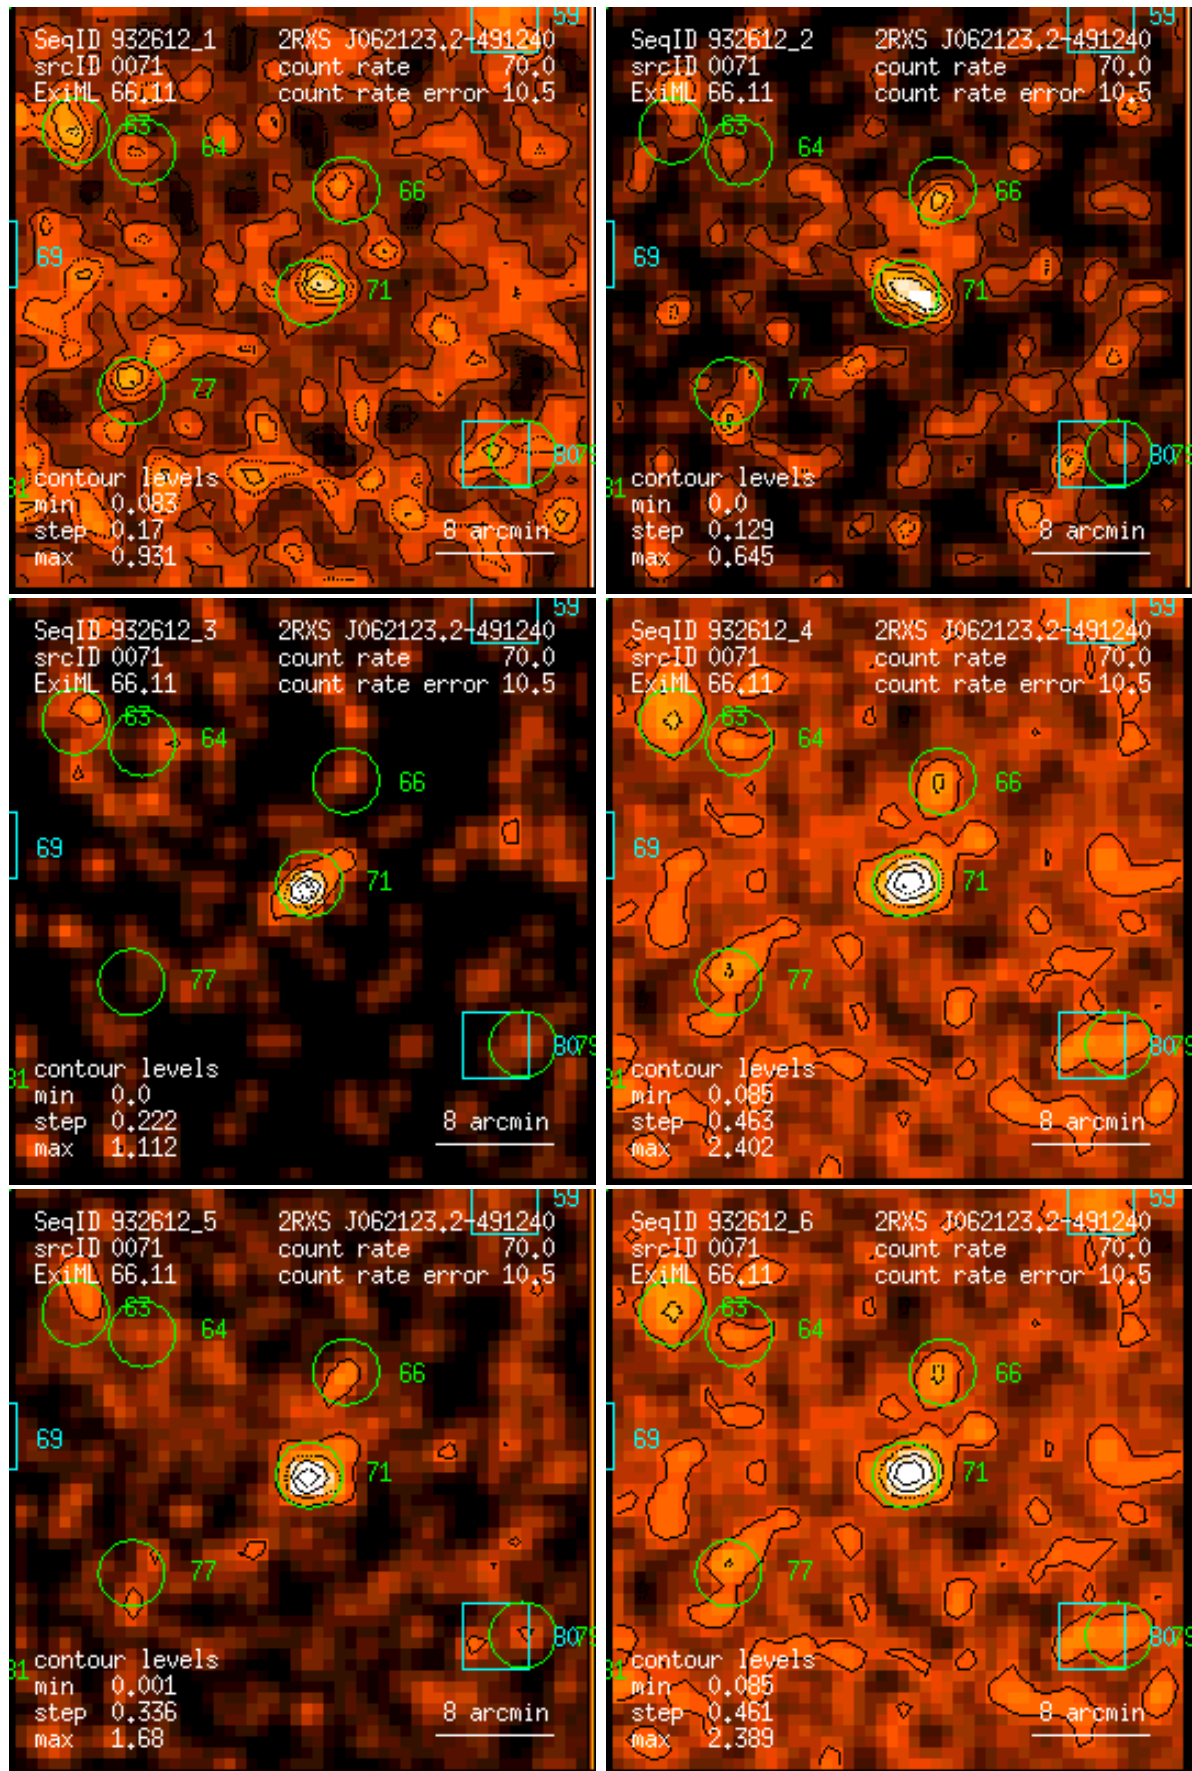 59
SeqID 932612_1 2RXS J062123.2-491240
srcID 0071 count rate 70.0
ExiML 66.11 count rate error 10.5
63
64
66
69
71
77
80
79
81
contour levels
min 0.083
step 0.17
max 0.931
8 arcmin
59
SeqID 932612_2 2RXS J062123.2-491240
srcID 0071 count rate 70.0
ExiML 66.11 count rate error 10.5
63
64
66
69
71
77
80
79
81
contour levels
min 0.0
step 0.129
max 0.645
8 arcmin
59
SeqID 932612_3 2RXS J062123.2-491240
srcID 0071 count rate 70.0
ExiML 66.11 count rate error 10.5
63
64
66
69
71
77
80
79
81
contour levels
min 0.0
step 0.222
max 1.112
8 arcmin
59
SeqID 932612_4 2RXS J062123.2-491240
srcID 0071 count rate 70.0
ExiML 66.11 count rate error 10.5
63
64
66
69
71
77
80
79
81
contour levels
min 0.085
step 0.463
max 2.402
8 arcmin
59
SeqID 932612_5 2RXS J062123.2-491240
srcID 0071 count rate 70.0
ExiML 66.11 count rate error 10.5
63
64
66
69
71
77
80
79
81
contour levels
min 0.001
step 0.336
max 1.68
8 arcmin
59
SeqID 932612_6 2RXS J062123.2-491240
srcID 0071 count rate 70.0
ExiML 66.11 count rate error 10.5
63
64
66
69
71
77
80
79
81
contour levels
min 0.085
step 0.461
max 2.389
8 arcmin